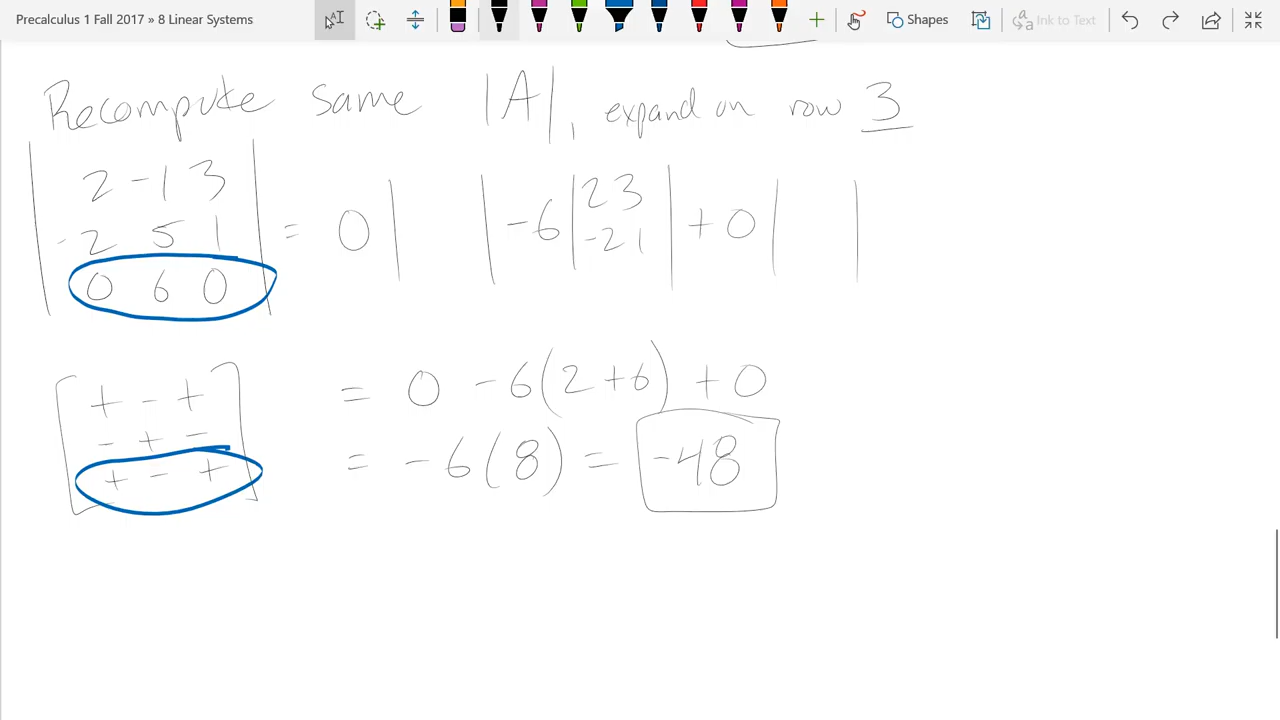 Precalculus 1 Fall 2017 » 8 Linear Systems
Shapes
Ink to Text
Recompute same |A|, expand on row 3
| 2 -1 3 |
| -2 5 1 | = 0 | | -6 | 2 3 | + 0 | |
| 0 6 0 | | -2 1 |
[ + - + ]
[ - + - ]
[ + - + ]
= 0 -6(2+6) + 0
= -6(8) = -48